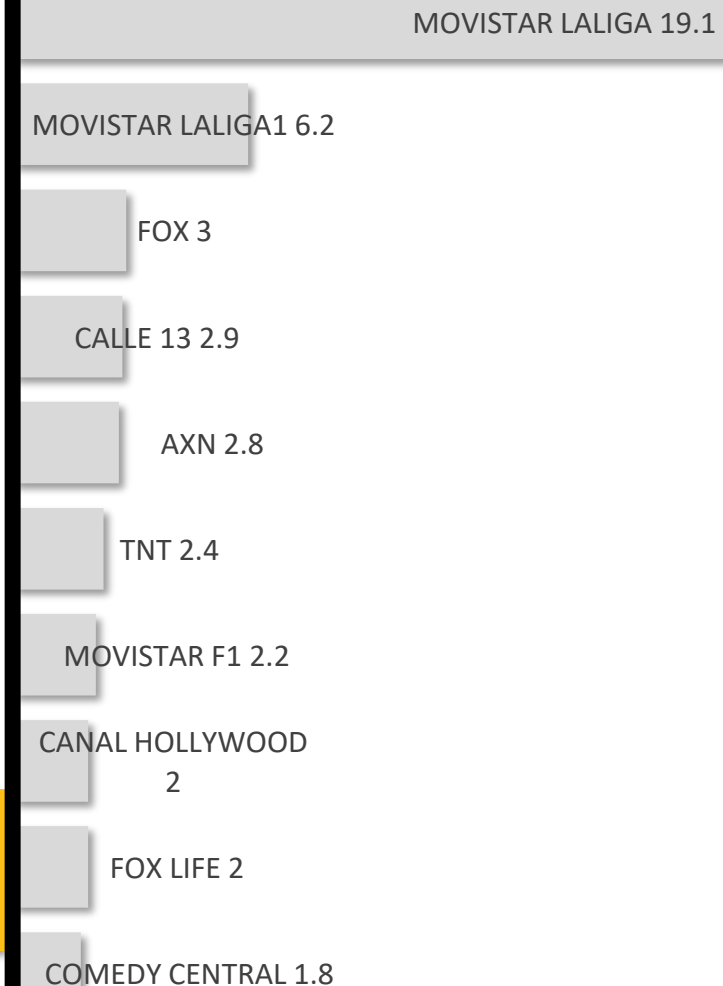 MOVISTAR LALIGA 19.1
MOVISTAR LALIGA1 6.2
FOX 3
CALLE 13 2.9
AXN 2.8
TNT 2.4
MOVISTAR F1 2.2
CANAL HOLLYWOOD
2
FOX LIFE 2
COMEDY CENTRAL 1.8